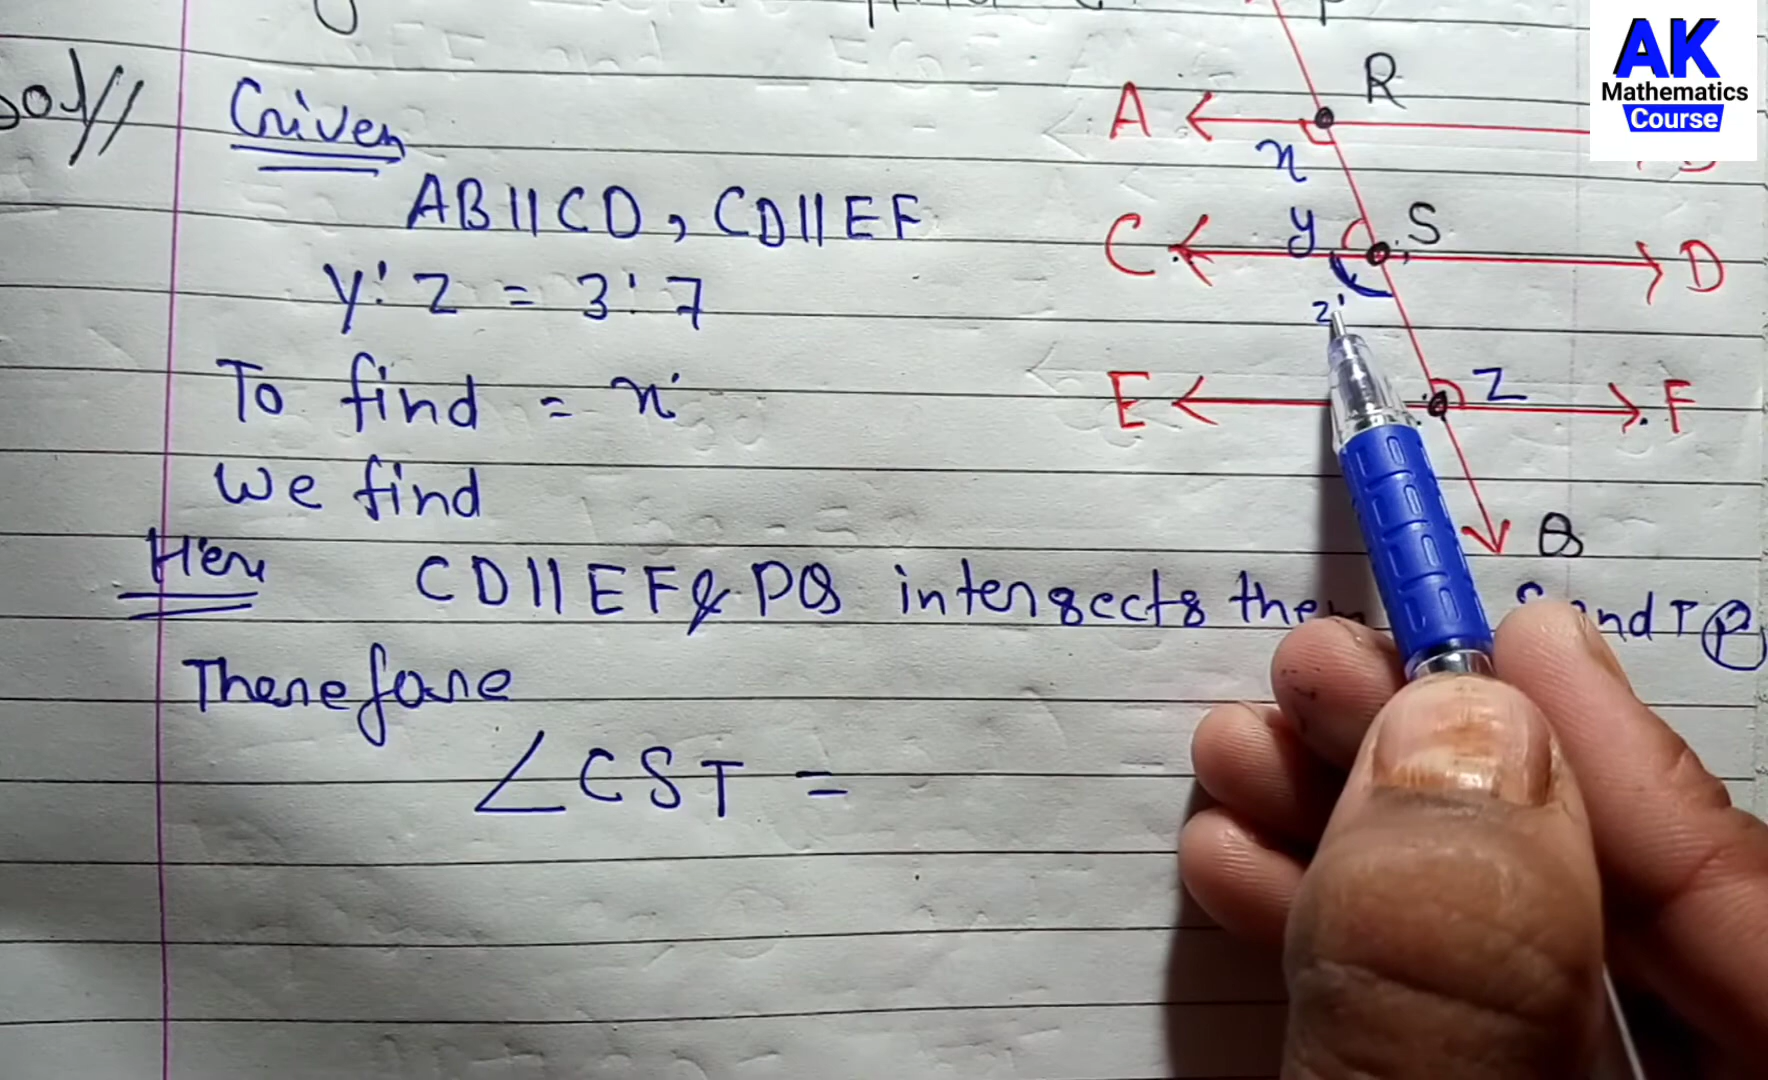 AK
Mathematics
Course
Sol//
Given
AB || CD, CD || EF
y : z = 3 : 7
To find = x
We find
Here CD || EF & PQ intersects S and T P
Therefore
∠CST =
R
A
x
C y S D
z
E z F
Q